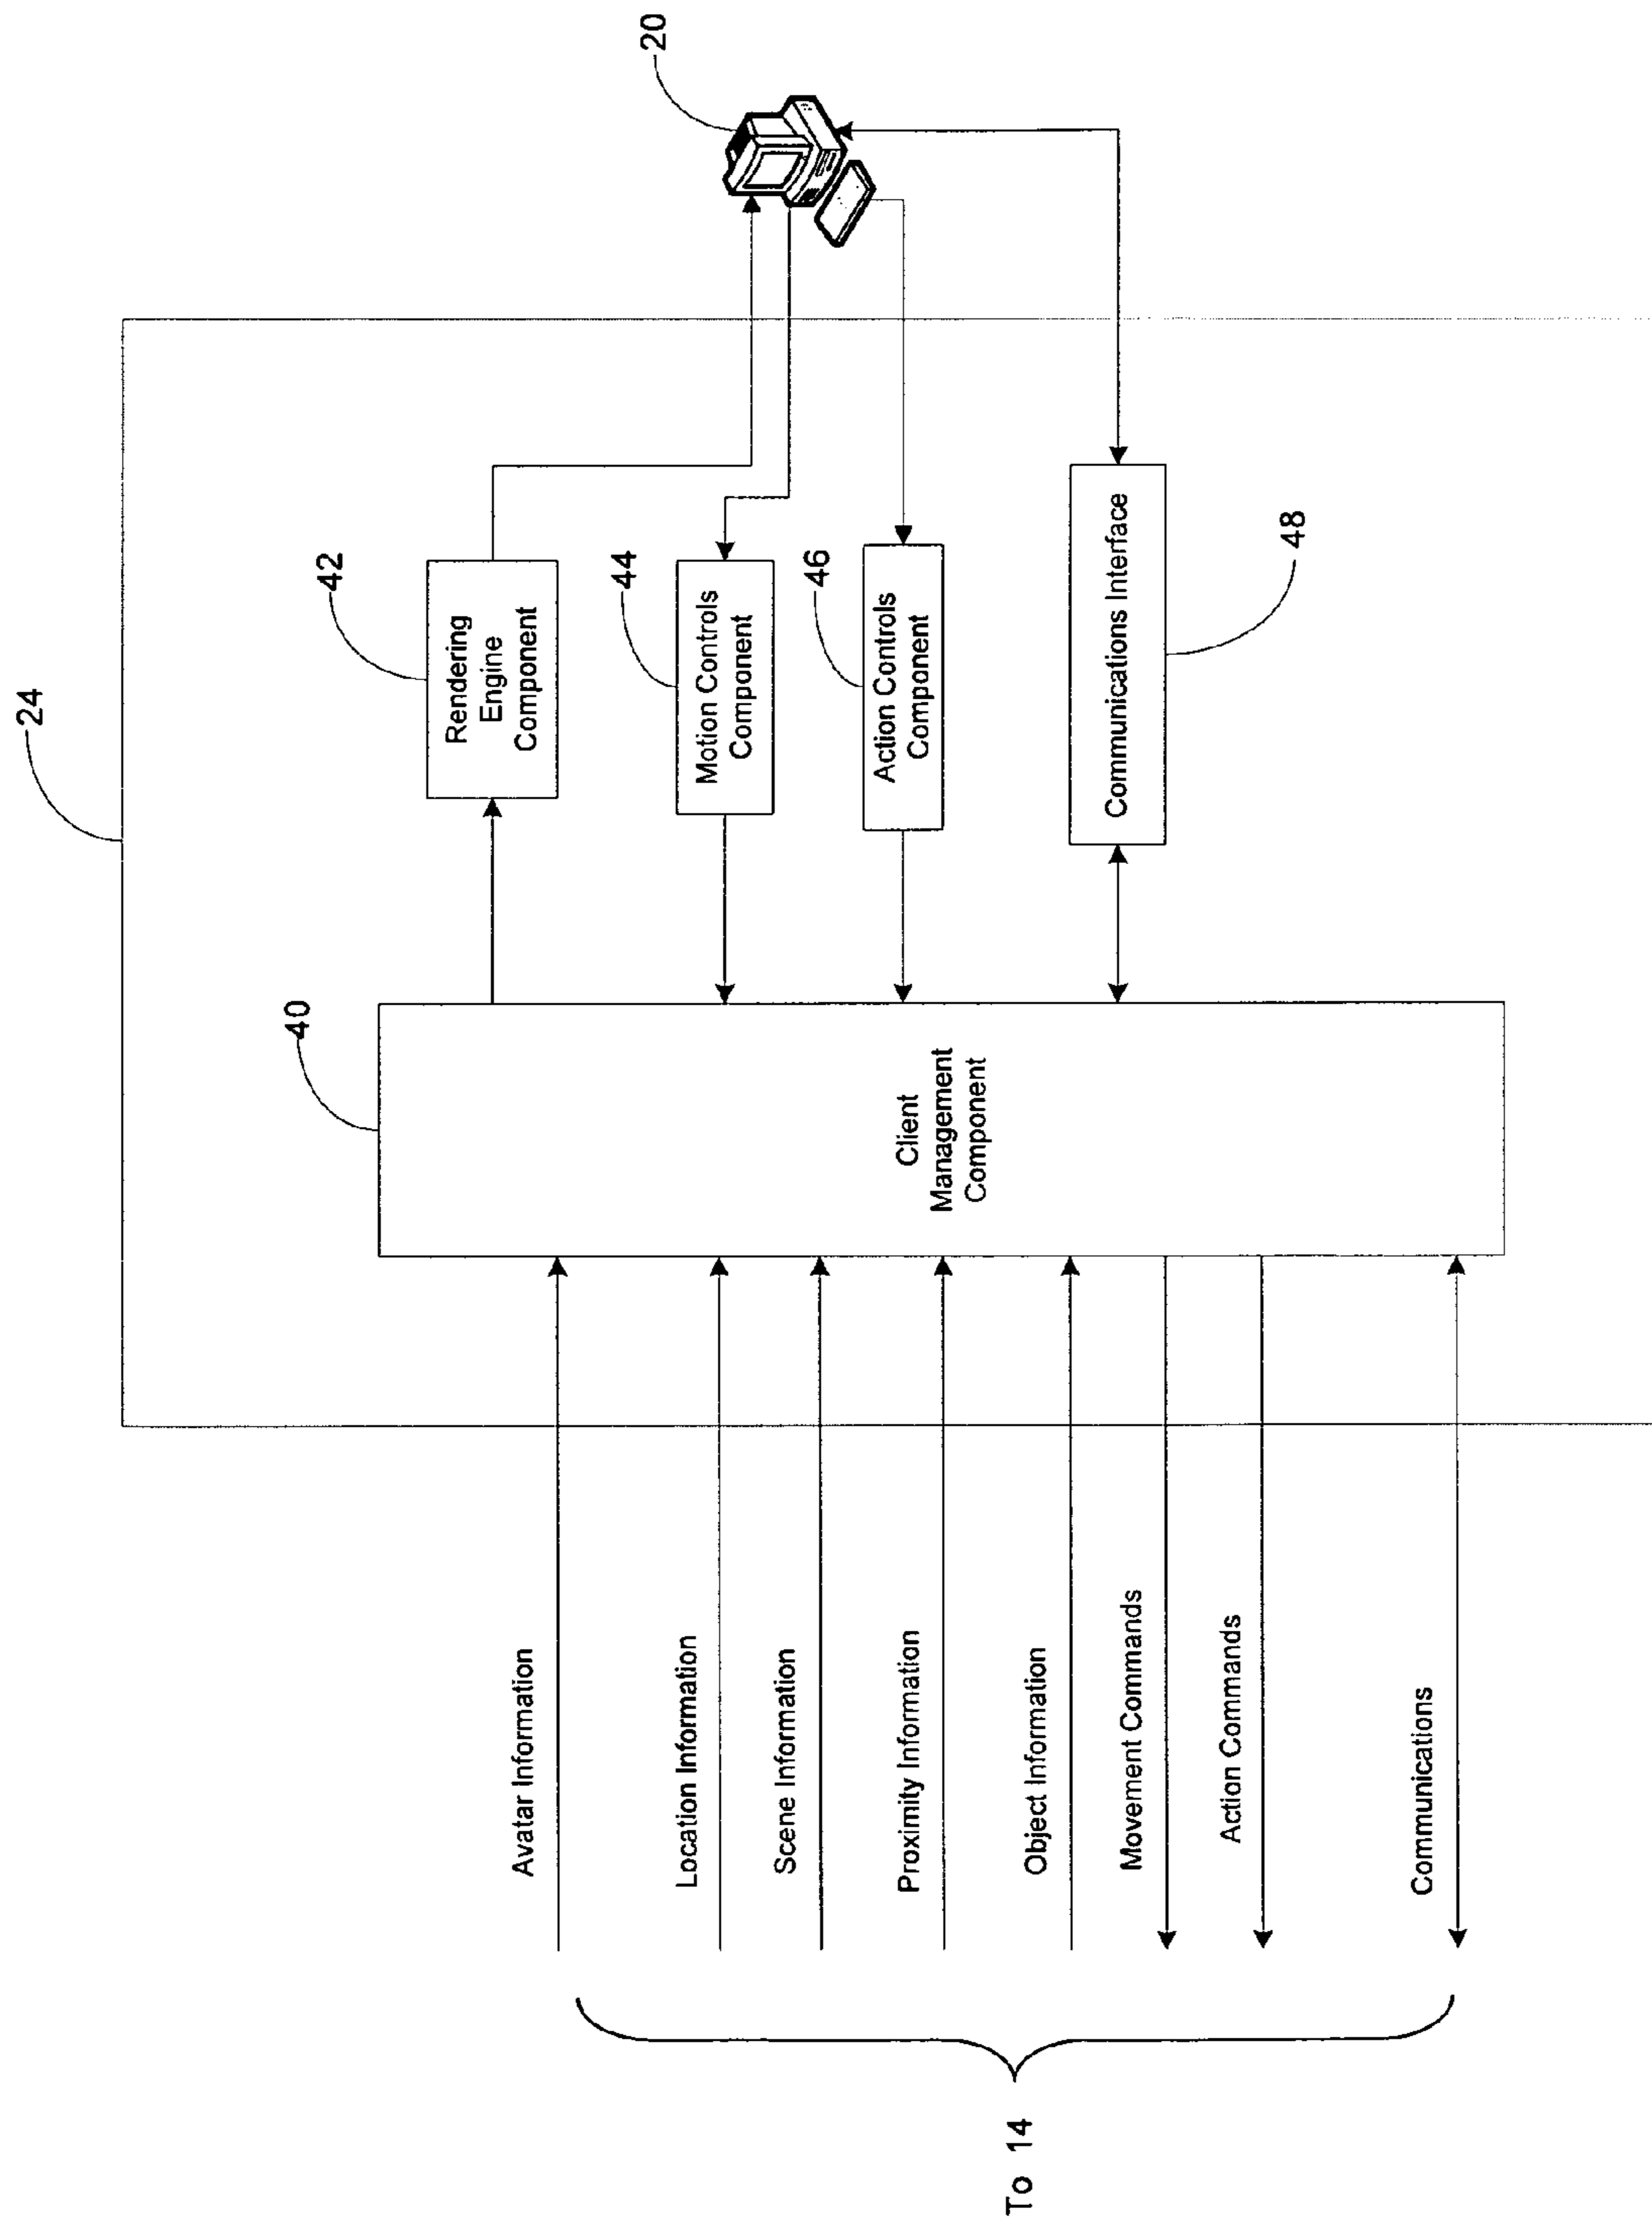 24
20
40
42
Rendering
Engine
Component
44
Motion Controls
Component
46
Action Controls
Component
Communications Interface
48
Client
Management
Component
Avatar Information
Location Information
Scene Information
Proximity Information
Object Information
Movement Commands
Action Commands
Communications
To 14